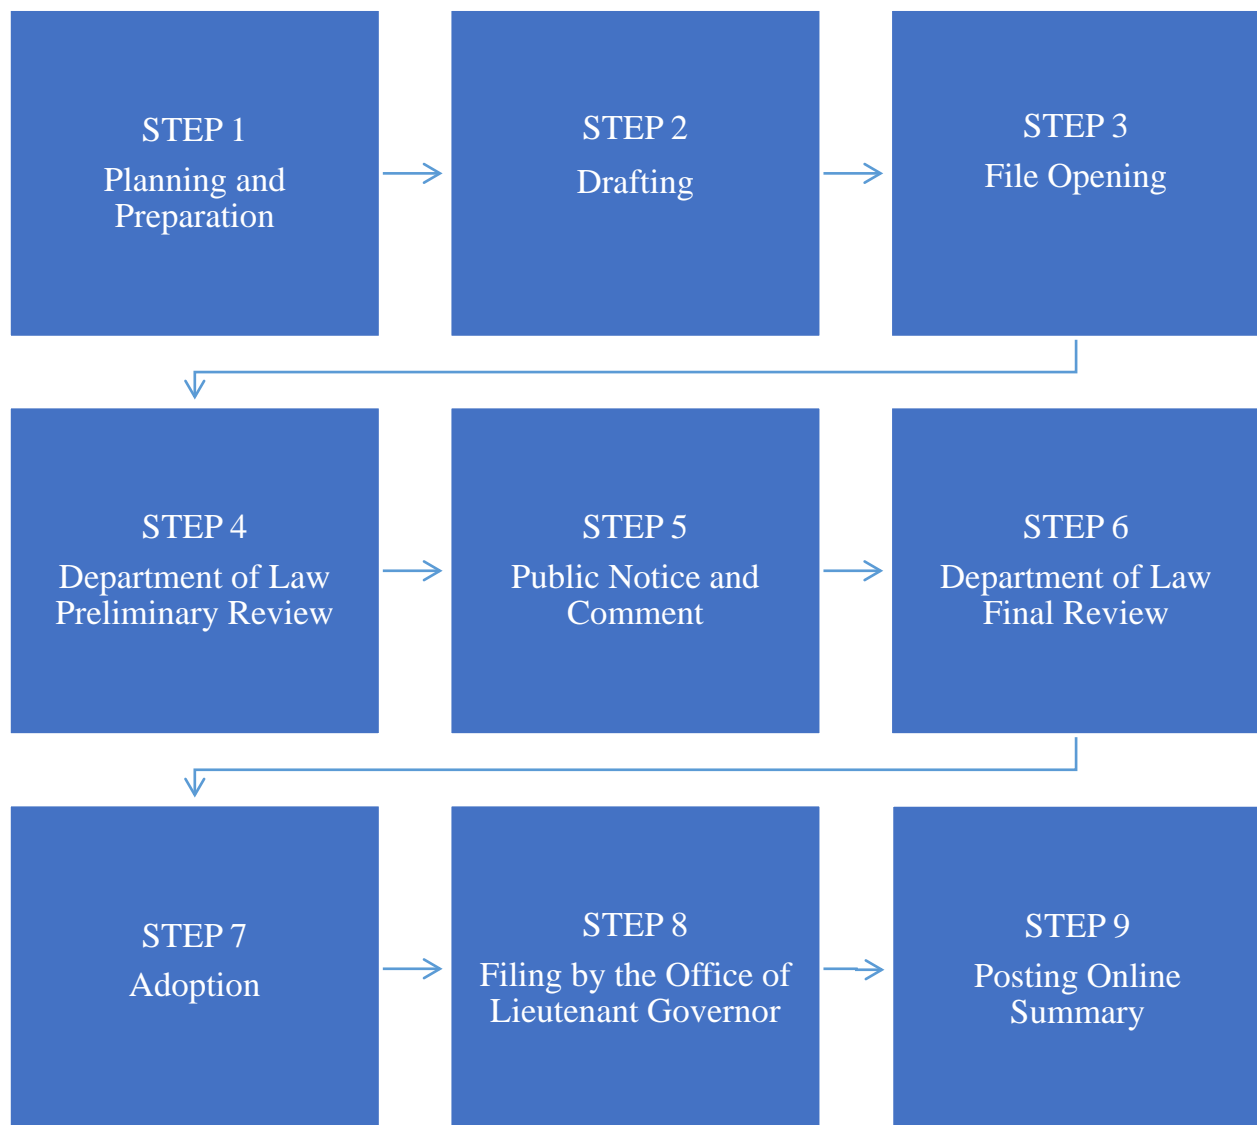 STEP 1
Planning and
Preparation
STEP 2
Drafting
STEP 3
File Opening
STEP 4
Department of Law
Preliminary Review
STEP 5
Public Notice and
Comment
STEP 6
Department of Law
Final Review
STEP 7
Adoption
STEP 8
Filing by the Office of
Lieutenant Governor
STEP 9
Posting Online
Summary